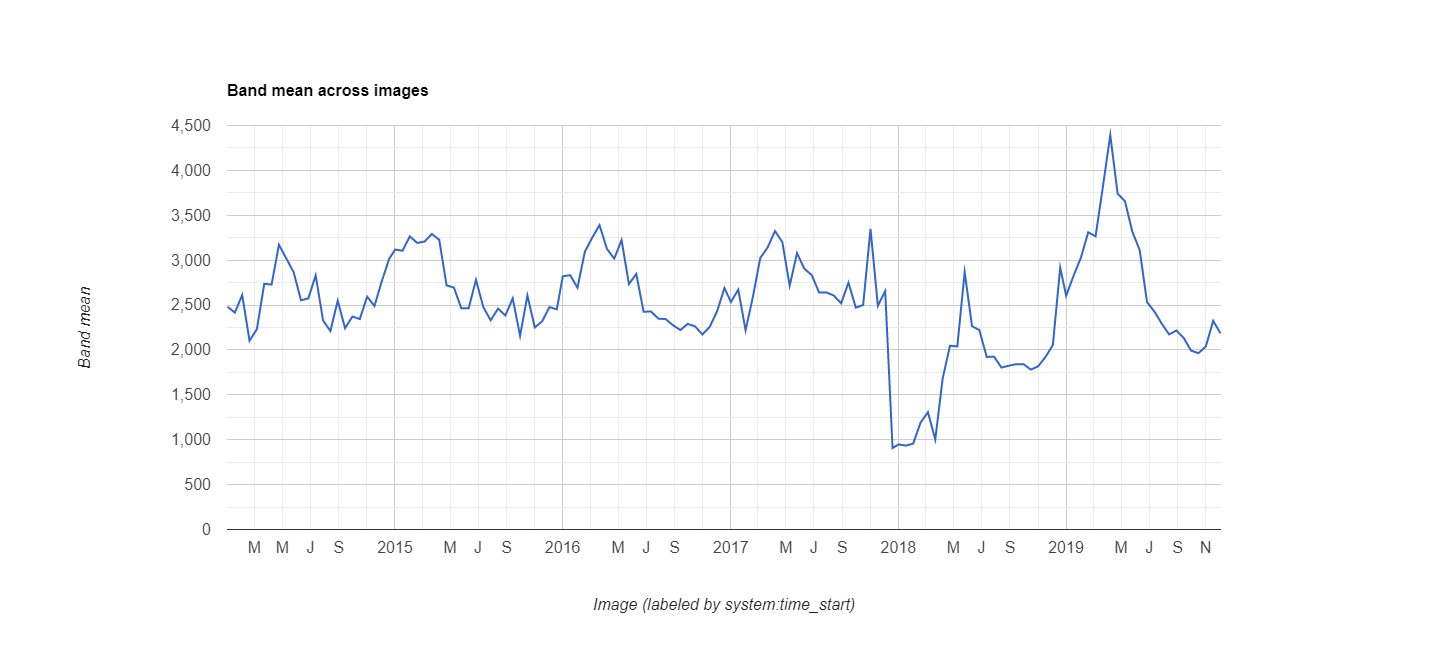 Band mean across images
4,500
4,000
3,500
3,000
2,500
2,000
1,500
1,000
500
0
Band mean
M M J S 2015 M J S 2016 M J S 2017 M J S 2018 M J S 2019 M J S N
Image (labeled by system:time_start)